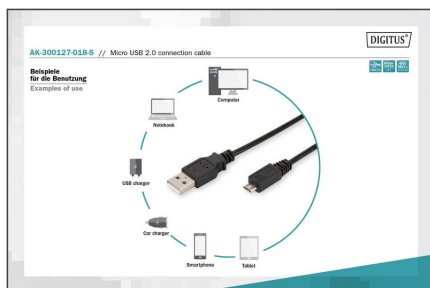 DIGITUS®
AK-300127-018-S // Micro USB 2.0 connection cable
Beispiele
für die Benutzung
Examples of use
Computer
Notebook
USB charger
Car charger
Smartphone
Tablet